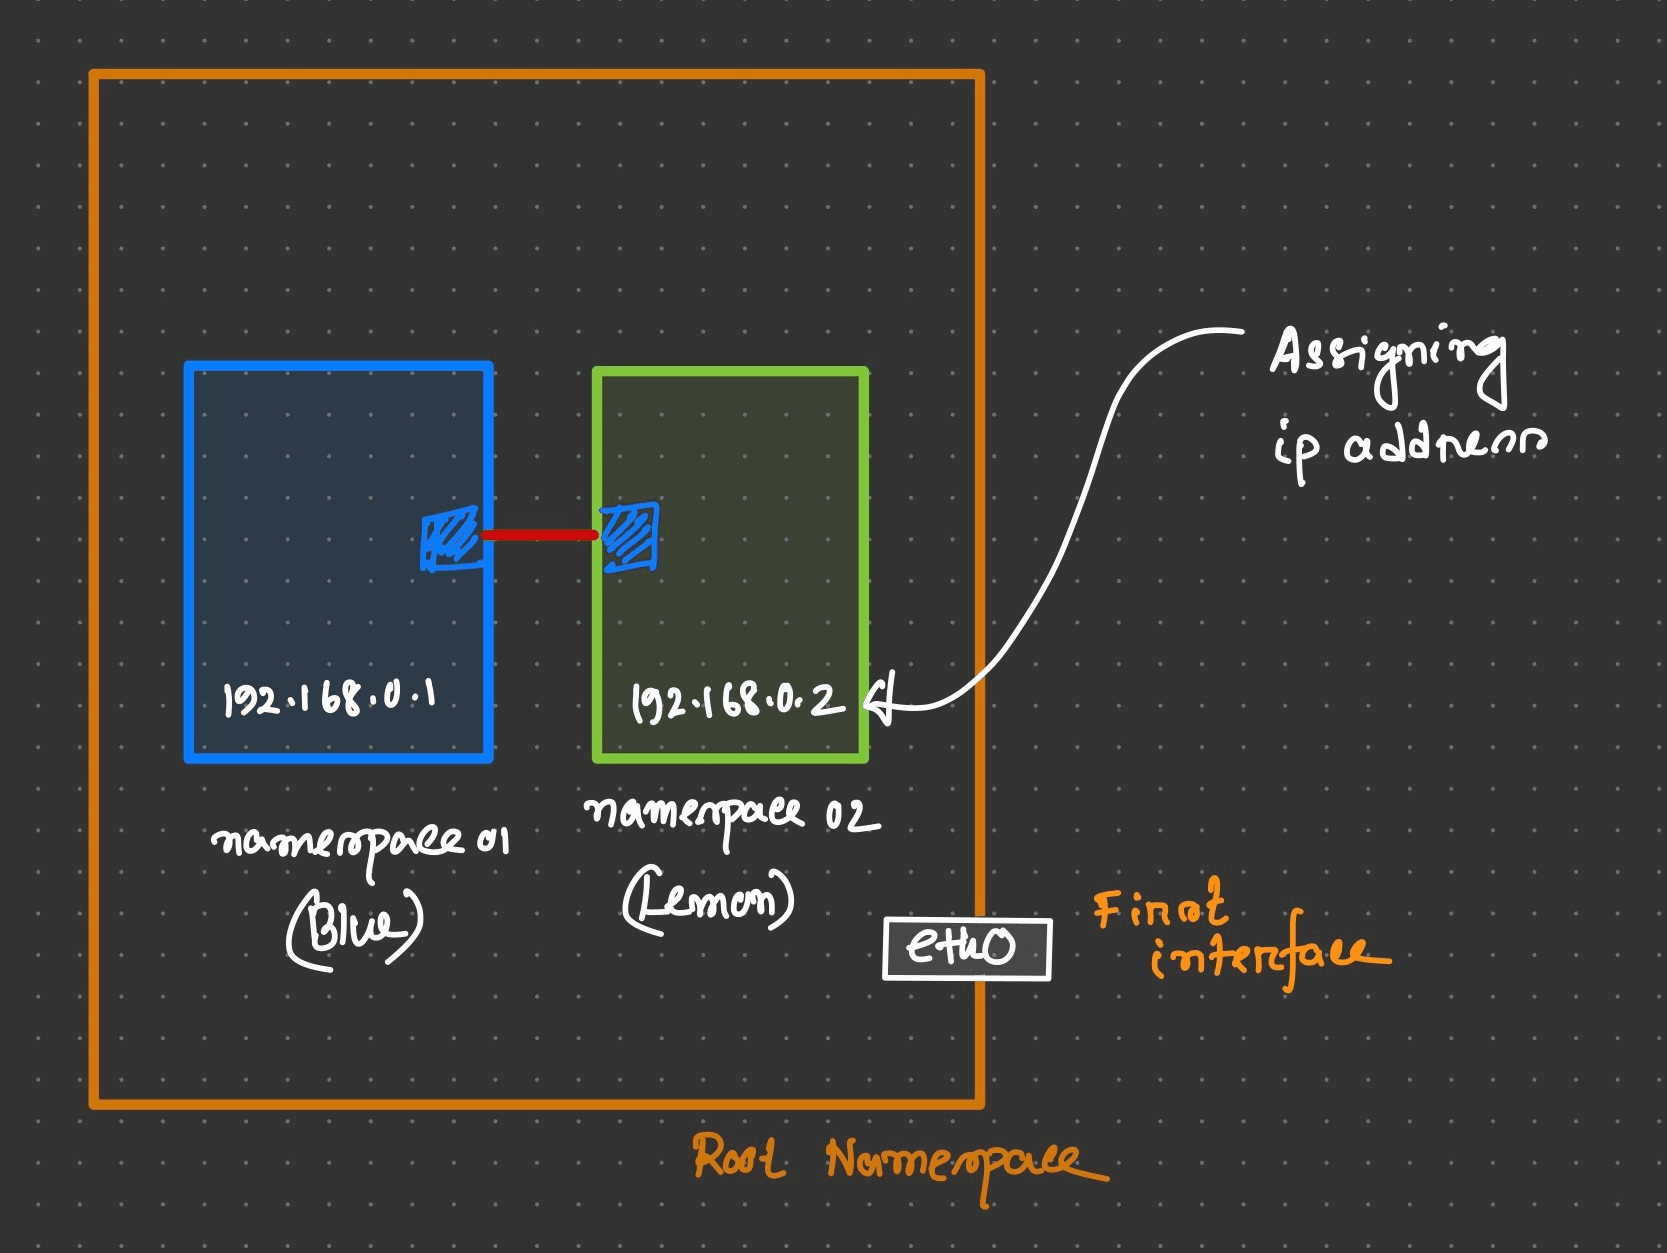 Assigning
ip address
192.168.0.1
192.168.0.2
namespace 01
(Blue)
namespace 02
(Lemon)
eth0
First
interface
Root Namespace